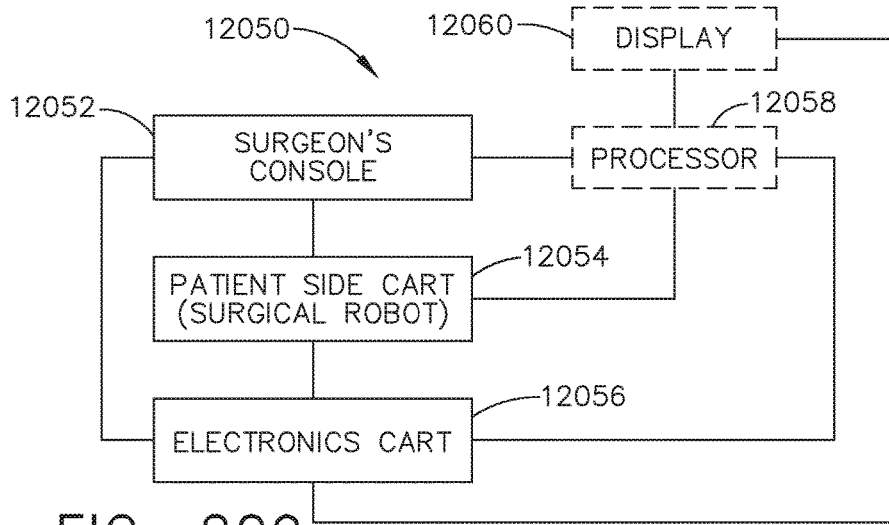 12050
12060
DISPLAY
12052
12058
SURGEON'S
CONSOLE
PROCESSOR
12054
PATIENT SIDE CART
(SURGICAL ROBOT)
12056
ELECTRONICS CART